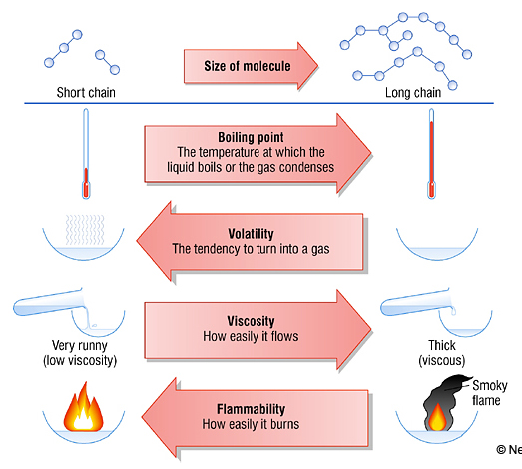 Size of molecule
Short chain
Long chain
Boiling point
The temperature at which the
liquid boils or the gas condenses
Volatility
The tendency to turn into a gas
Viscosity
How easily it flows
Very runny
(low viscosity)
Thick
(viscous)
Flammability
How easily it burns
Smoky
flame
© Ne